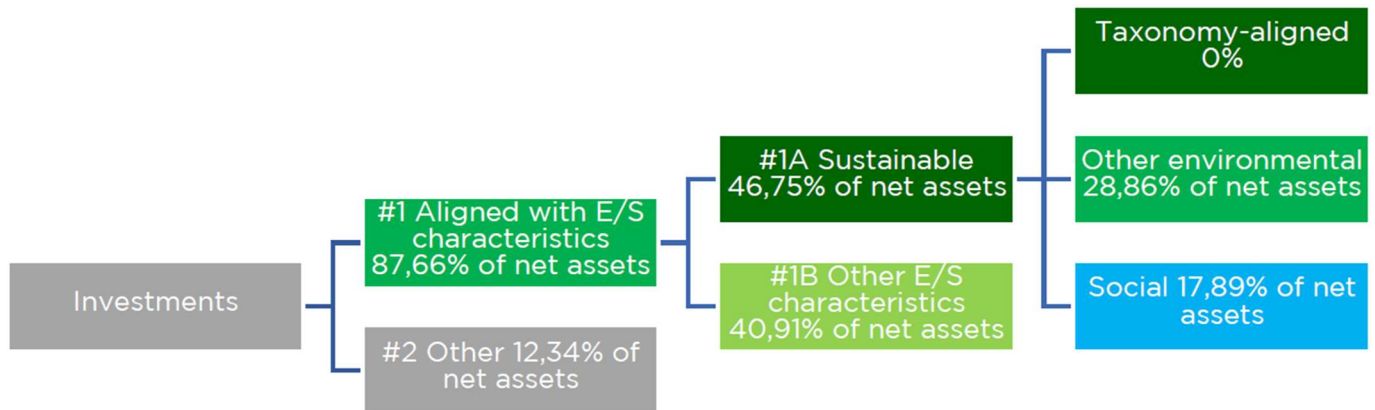 Investments
#1 Aligned with E/S
characteristics
87,66% of net assets
#2 Other 12,34% of
net assets
#1A Sustainable
46,75% of net assets
#1B Other E/S
characteristics
40,91% of net assets
Taxonomy-aligned
0%
Other environmental
28,86% of net assets
Social 17,89% of net
assets